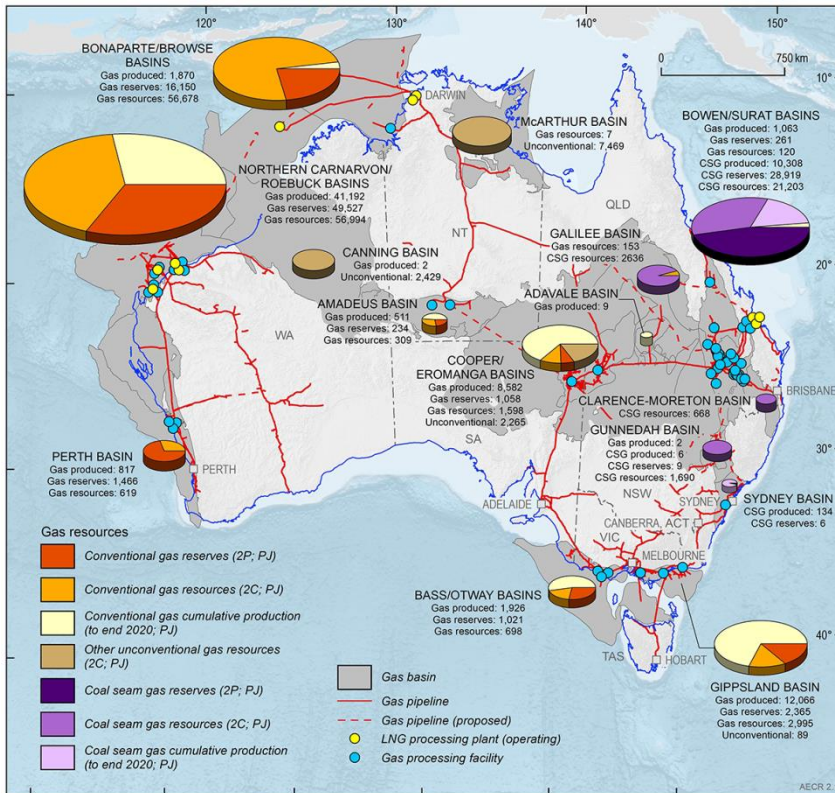 120°
130°
140°
150°
BONAPARTE/BROWSE
BASINS
Gas produced: 1,870
Gas reserves: 16,150
Gas resources: 56,678
0
750 km
10°
DARWIN
McARTHUR BASIN
Gas resources: 7
Unconventional: 7,469
BOWEN/SURAT BASINS
Gas produced: 1,063
Gas reserves: 261
Gas resources: 120
CSG produced: 10,308
CSG reserves: 28,919
CSG resources: 21,203
NORTHERN CARNARVON/
ROEBUCK BASINS
Gas produced: 41,192
Gas reserves: 49,527
Gas resources: 56,994
QLD
NT
GALILEE BASIN
Gas resources: 153
CSG resources: 2636
CANNING BASIN
Gas produced: 2
Unconventional: 2,429
20°
ADAVALE BASIN
Gas produced: 9
AMADEUS BASIN
Gas produced: 511
Gas reserves: 234
Gas resources: 309
WA
COOPER/
EROMANGA BASINS
Gas produced: 8,582
Gas reserves: 1,058
Gas resources: 1,598
Unconventional: 2,265
BRISBANE
CLARENCE-MORETON BASIN
CSG resources: 668
GUNNEDAH BASIN
Gas produced: 2
CSG produced: 6
CSG reserves: 9
CSG resources: 1,690
SA
30°
PERTH BASIN
Gas produced: 817
Gas reserves: 1,466
Gas resources: 619
PERTH
NSW
SYDNEY
SYDNEY BASIN
CSG produced: 134
CSG reserves: 6
ADELAIDE
CANBERRA, ACT
VIC
MELBOURNE
BASS/OTWAY BASINS
Gas produced: 1,926
Gas reserves: 1,021
Gas resources: 698
40°
TAS
HOBART
GIPPSLAND BASIN
Gas produced: 12,066
Gas reserves: 2,365
Gas resources: 2,995
Unconventional: 89
Gas resources
Conventional gas reserves (2P; PJ)
Conventional gas resources (2C; PJ)
Conventional gas cumulative production
(to end 2020; PJ)
Other unconventional gas resources
(2C; PJ)
Coal seam gas reserves (2P; PJ)
Coal seam gas resources (2C; PJ)
Coal seam gas cumulative production
(to end 2020; PJ)
Gas basin
Gas pipeline
Gas pipeline (proposed)
LNG processing plant (operating)
Gas processing facility
AECR 2